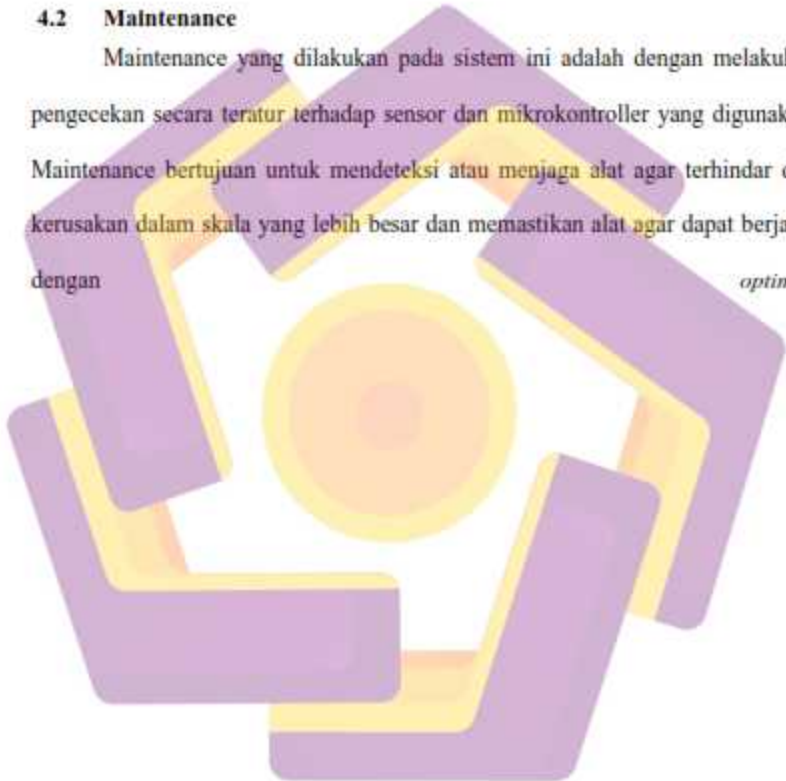 4.2 Maintenance
Maintenance yang dilakukan pada sistem ini adalah dengan melakuk
pengecekan secara teratur terhadap sensor dan mikrokontroller yang digunak
Maintenance bertujuan untuk mendeteksi atau menjaga alat agar terhindar d
kerusakan dalam skala yang lebih besar dan memastikan alat agar dapat berja
dengan optim